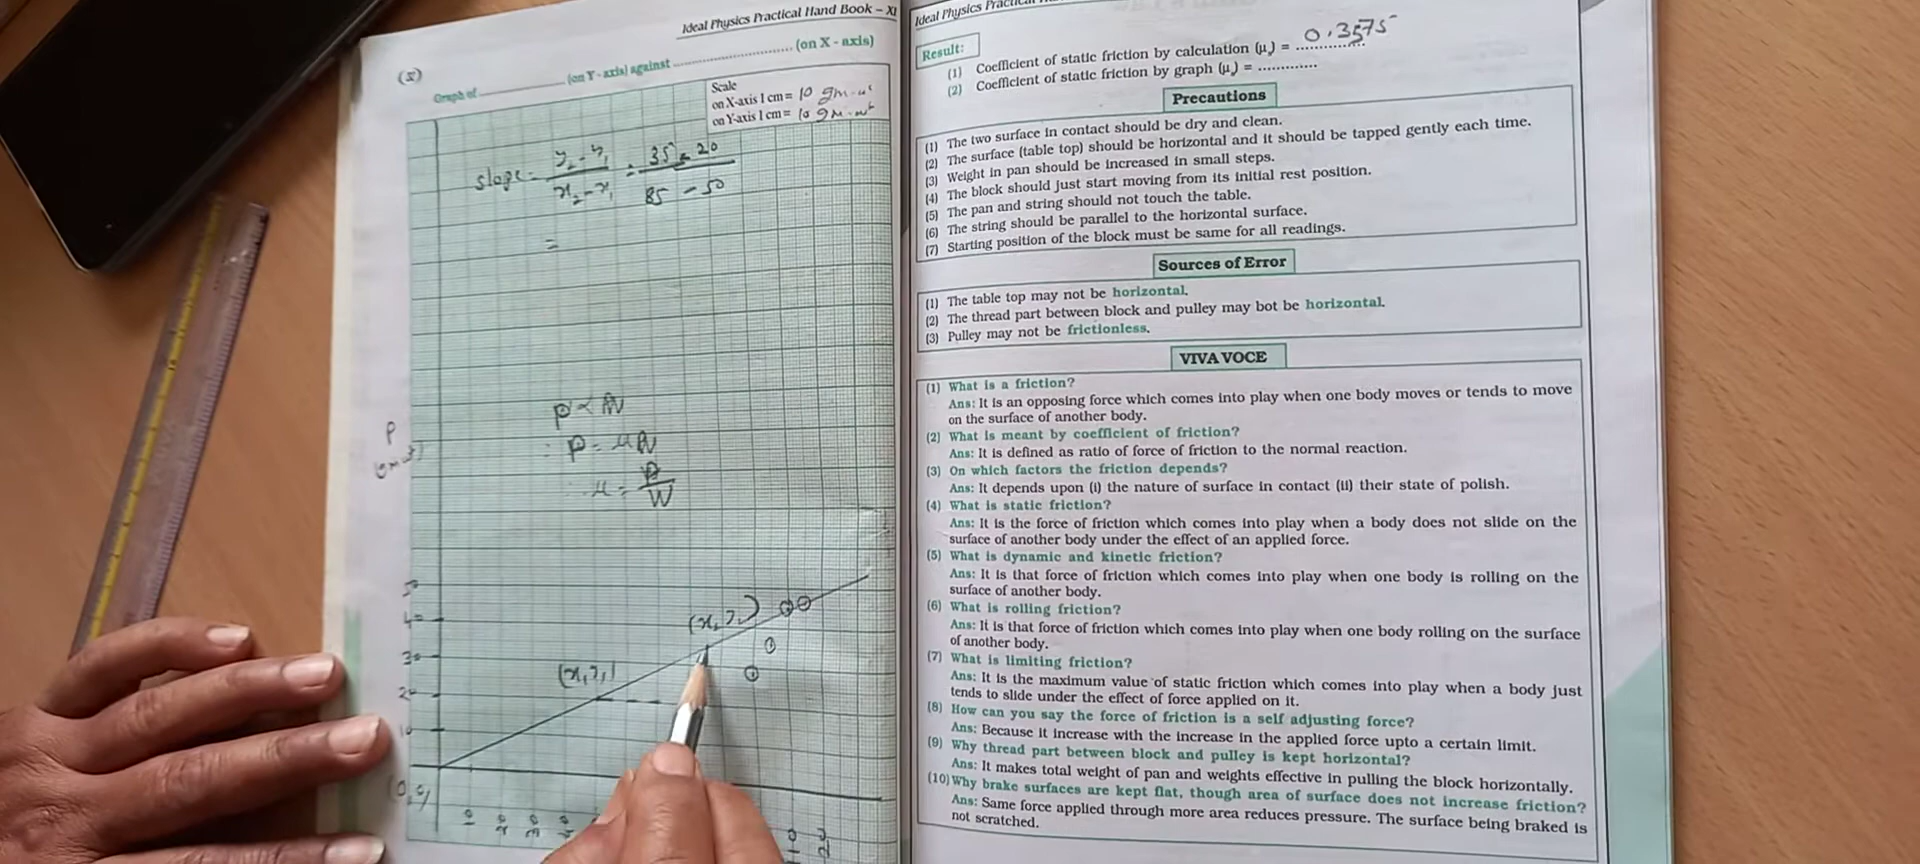 Ideal Physics Practical Hand Book – XI
Graph of .................... (on Y - axis) against .................... (on X - axis)
Scale
on X-axis 1 cm = 10 gm-wt
on Y-axis 1 cm = 10 gm-wt
slope = y₂ - y₁ / x₂ - x₁ = 35 - 20 / 85 - 50
=
P ∝ N
∴ P = μN
∴ μ = P / W
P
50
40
30
20
10
(0,0)
(x₁ y₁)
(x₂ y₂)
Ideal Physics
Result:
(1) Coefficient of static friction by calculation (μₛ) = 0.3575
(2) Coefficient of static friction by graph (μₛ) = .............
Precautions
(1) The two surface in contact should be dry and clean.
(2) The surface (table top) should be horizontal and it should be tapped gently each time.
(3) Weight in pan should be increased in small steps.
(4) The block should just start moving from its initial rest position.
(5) The pan and string should not touch the table.
(6) The string should be parallel to the horizontal surface.
(7) Starting position of the block must be same for all readings.
Sources of Error
(1) The table top may not be horizontal.
(2) The thread part between block and pulley may bot be horizontal.
(3) Pulley may not be frictionless.
VIVA VOCE
(1) What is a friction?
Ans: It is an opposing force which comes into play when one body moves or tends to move
on the surface of another body.
(2) What is meant by coefficient of friction?
Ans: It is defined as ratio of force of friction to the normal reaction.
(3) On which factors the friction depends?
Ans: It depends upon (i) the nature of surface in contact (ii) their state of polish.
(4) What is static friction?
Ans: It is the force of friction which comes into play when a body does not slide on the
surface of another body under the effect of an applied force.
(5) What is dynamic and kinetic friction?
Ans: It is that force of friction which comes into play when one body is rolling on the
surface of another body.
(6) What is rolling friction?
Ans: It is that force of friction which comes into play when one body rolling on the surface
of another body.
(7) What is limiting friction?
Ans: It is the maximum value of static friction which comes into play when a body just
tends to slide under the effect of force applied on it.
(8) How can you say the force of friction is a self adjusting force?
Ans: Because it increase with the increase in the applied force upto a certain limit.
(9) Why thread part between block and pulley is kept horizontal?
Ans: It makes total weight of pan and weights effective in pulling the block horizontally.
(10) Why brake surfaces are kept flat, though area of surface does not increase friction?
Ans: Same force applied through more area reduces pressure. The surface being braked is
not scratched.